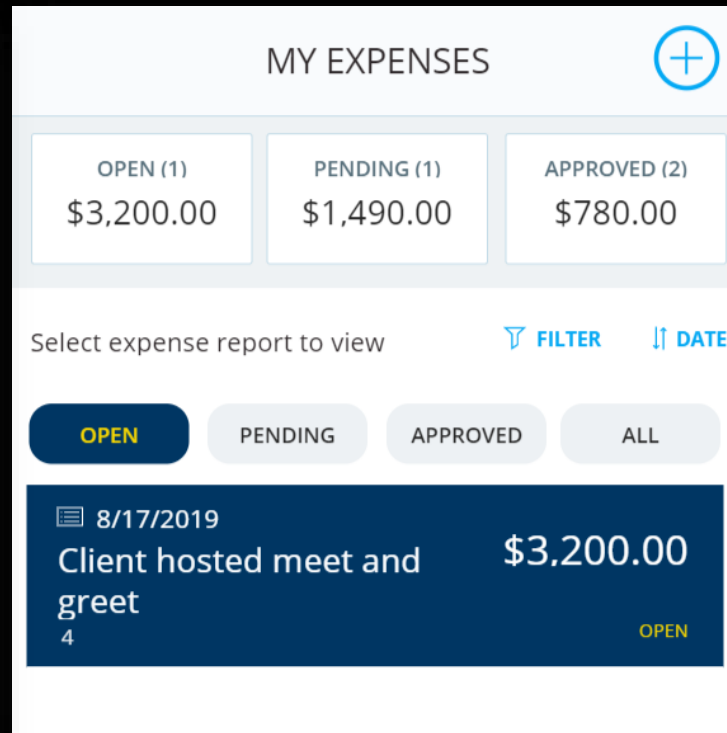 MY EXPENSES
OPEN (1)
$3,200.00
PENDING (1)
$1,490.00
APPROVED (2)
$780.00
Select expense report to view
FILTER
DATE
OPEN
PENDING
APPROVED
ALL
8/17/2019
Client hosted meet and
greet
$3,200.00
4
OPEN